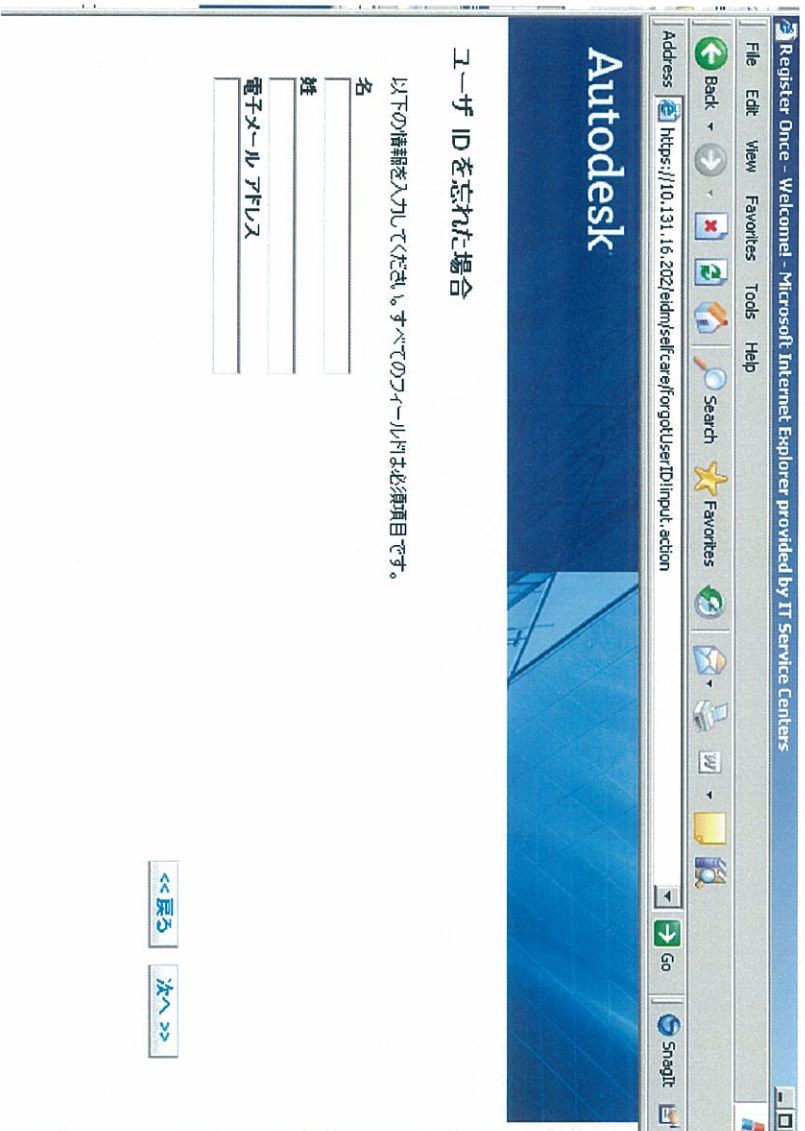 Register Once - Welcome! - Microsoft Internet Explorer provided by IT Service Centers
File Edit View Favorites Tools Help
Back Search Favorites
Address https://10.131.16.202/eidm/selfcare/forgotUserID!input.action Go SnagIt
Autodesk
ユーザ IDを忘れた場合
以下の情報を入力してください。すべてのフィールドは必須項目です。
名
姓
電子メール アドレス
<< 戻る 次へ >>